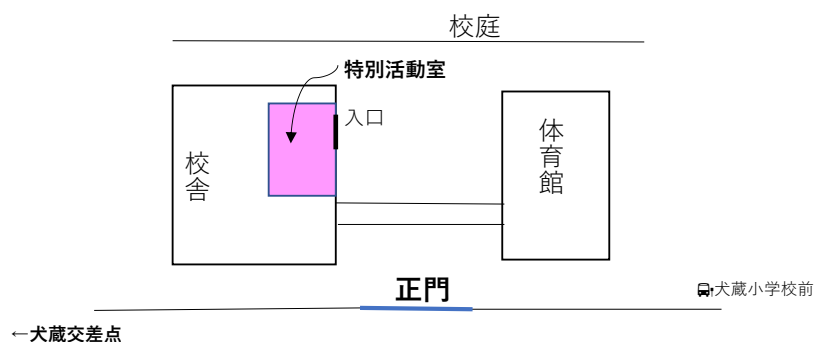 校庭
特別活動室
入口
校舎
体育館
正門
犬蔵小学校前
←犬蔵交差点